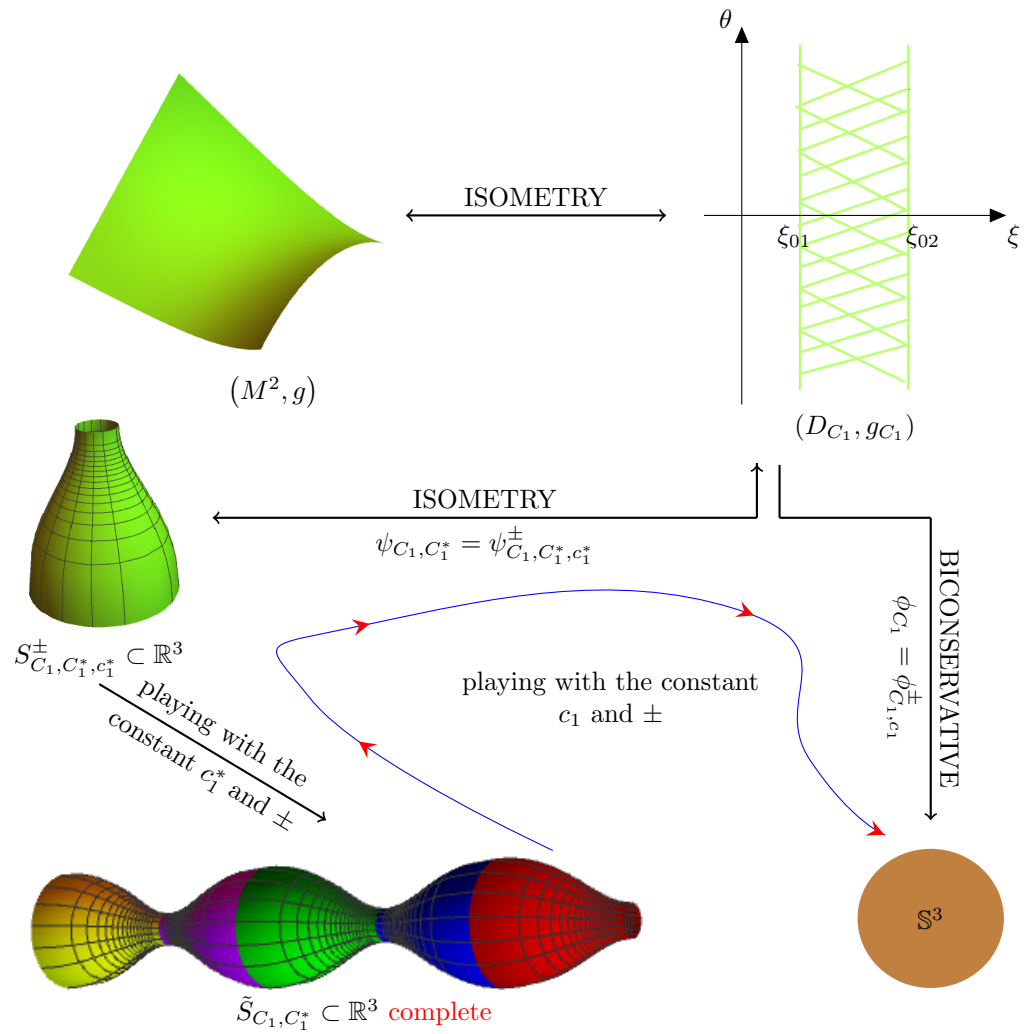 θ
ISOMETRY
ξ₀₁ ξ₀₂ ξ
(M², g)
(D_{C₁}, g_{C₁})
ISOMETRY
ψ_{C₁,C₁*} = ψ^±_{C₁,C₁*,c₁*}
BICONSERVATIVE
ϕ_{C₁} = ϕ^±_{C₁,c₁}
S^±_{C₁,C₁*,c₁*} ⊂ ℝ³
playing with the
constant c₁* and ±
playing with the constant
c₁ and ±
𝕊³
S̃_{C₁,C₁*} ⊂ ℝ³ complete